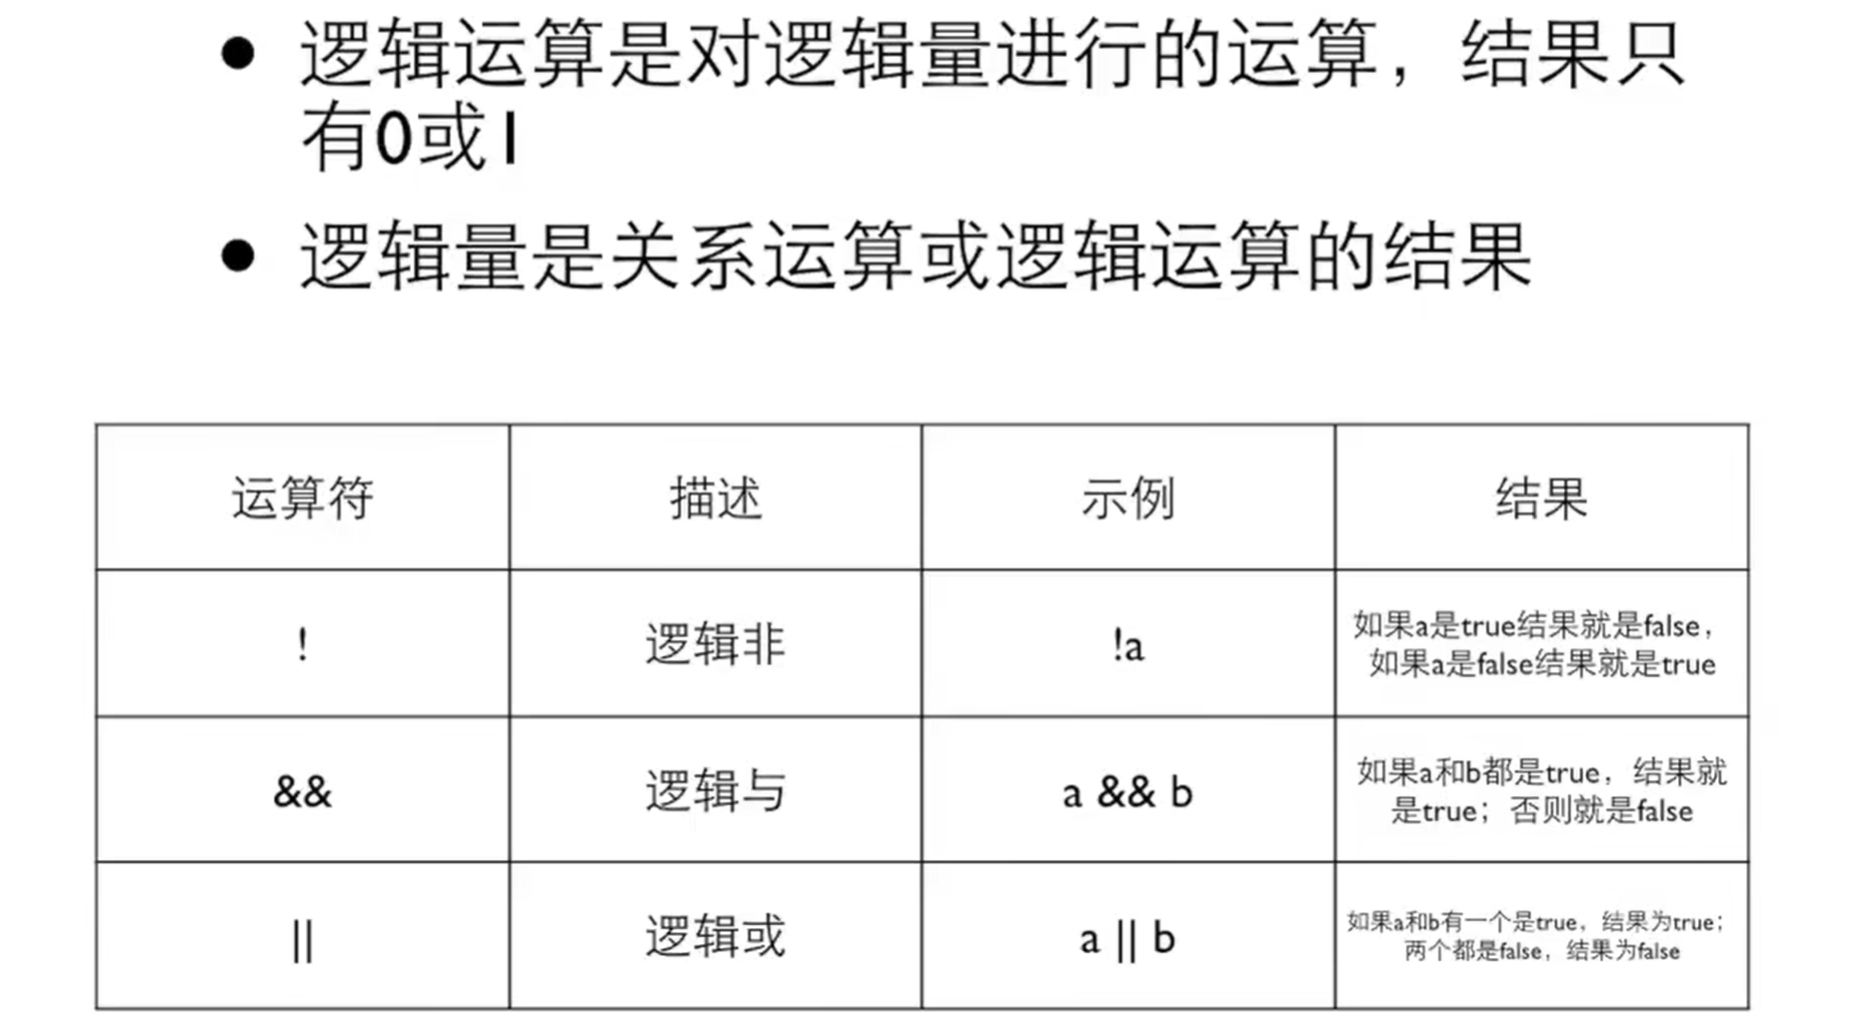 ● 逻辑运算是对逻辑量进行的运算，结果只
有0或1
● 逻辑量是关系运算或逻辑运算的结果
运算符 描述 示例 结果
! 逻辑非 !a 如果a是true结果就是false，
如果a是false结果就是true
&& 逻辑与 a && b 如果a和b都是true，结果就
是true；否则就是false
|| 逻辑或 a || b 如果a和b有一个是true，结果为true；
两个都是false，结果为false